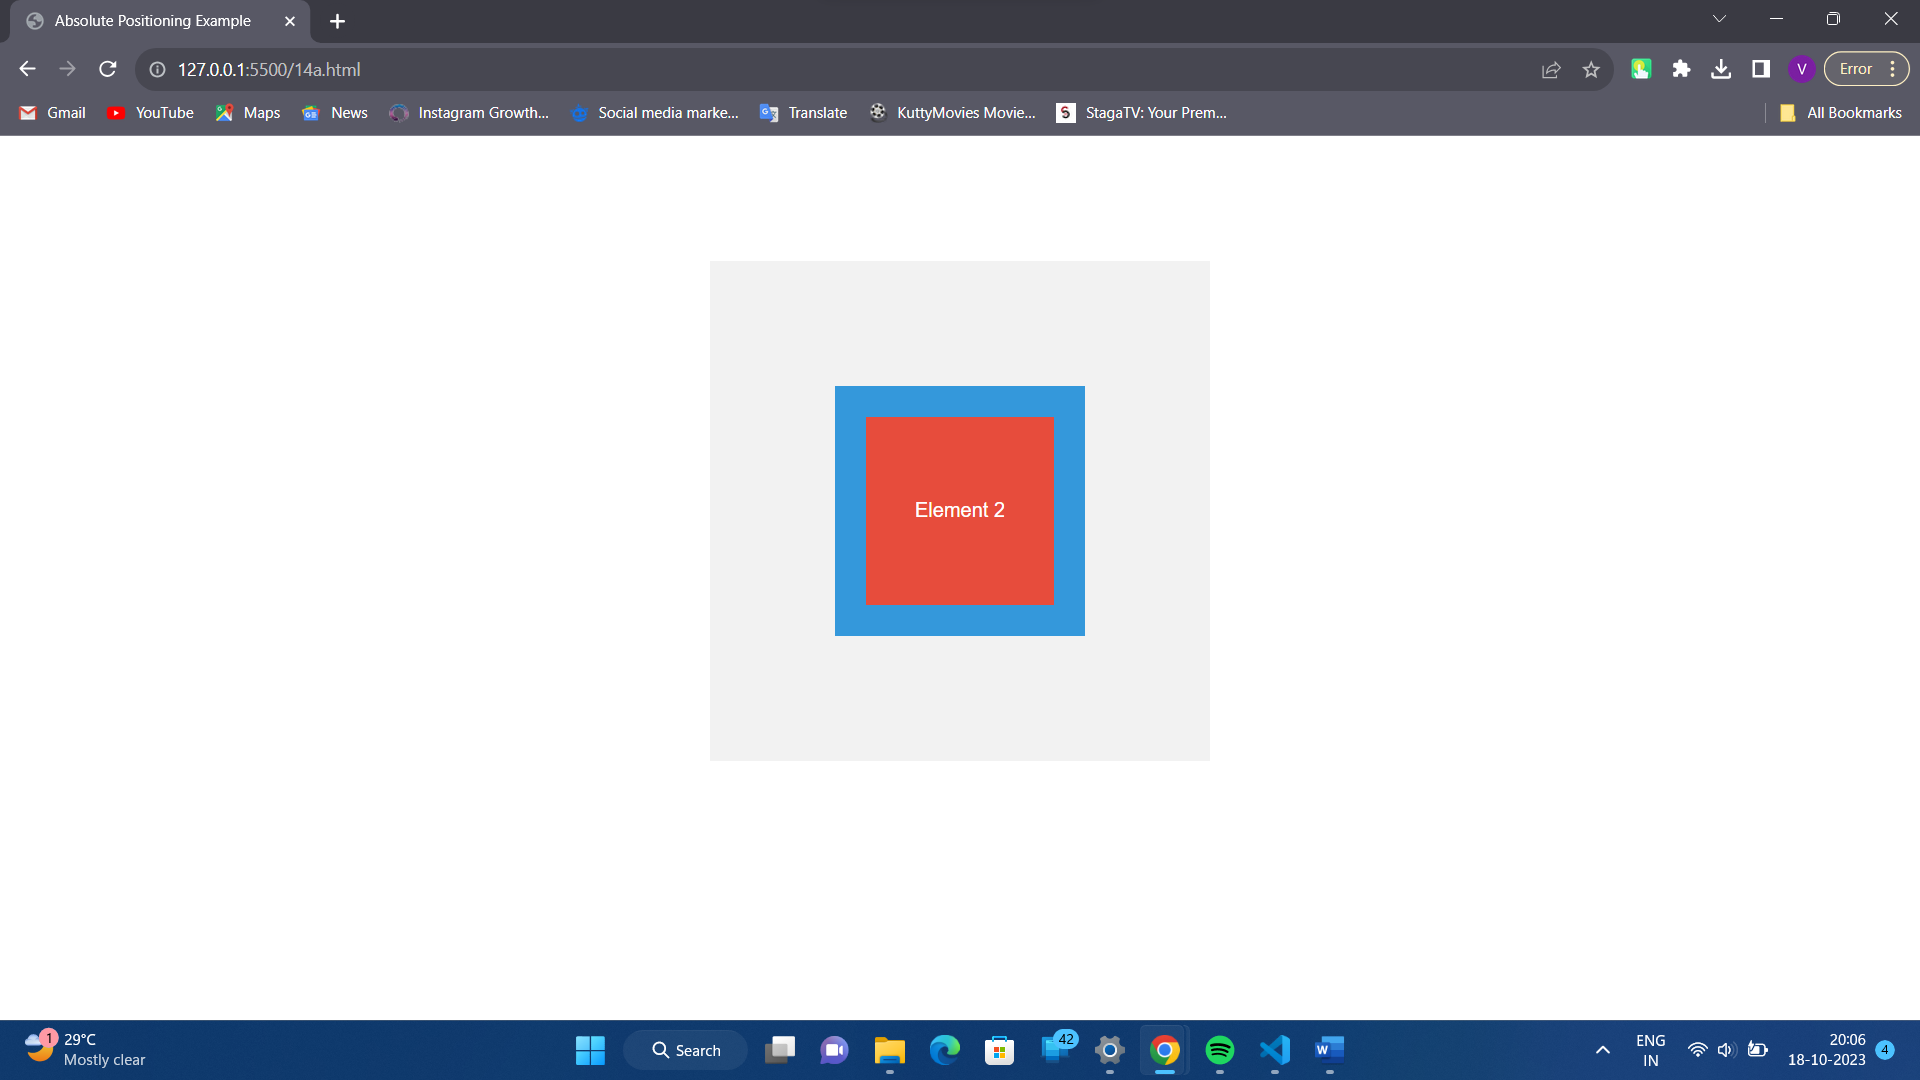 Absolute Positioning Example
127.0.0.1:5500/14a.html
Error
Gmail YouTube Maps News Instagram Growth... Social media marke... Translate KuttyMovies Movie... StagaTV: Your Prem... All Bookmarks
V
Element 2
1
29°C
Mostly clear
Search
42
ENG
IN
20:06
18-10-2023
4